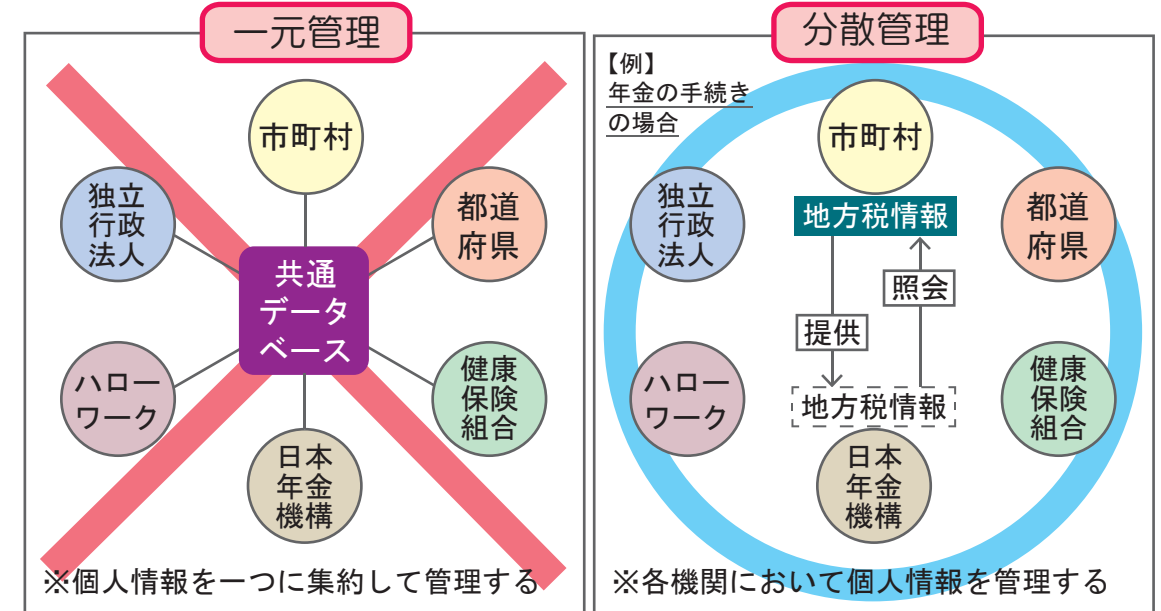 一元管理
市町村
独立
行政
法人
都道
府県
共通
データ
ベース
ハロー
ワーク
健康
保険
組合
日本
年金
機構
※個人情報を一つに集約して管理する
分散管理
【例】
年金の手続き
の場合
市町村
独立
行政
法人
地方税情報
都道
府県
照会
提供
ハロー
ワーク
地方税情報
健康
保険
組合
日本
年金
機構
※各機関において個人情報を管理する